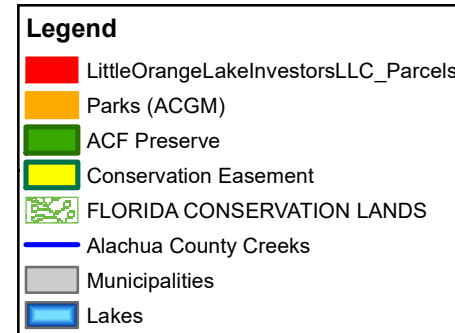 Legend
LittleOrangeLakeInvestorsLLC_Parcels
Parks (ACGM)
ACF Preserve
Conservation Easement
FLORIDA CONSERVATION LANDS
Alachua County Creeks
Municipalities
Lakes